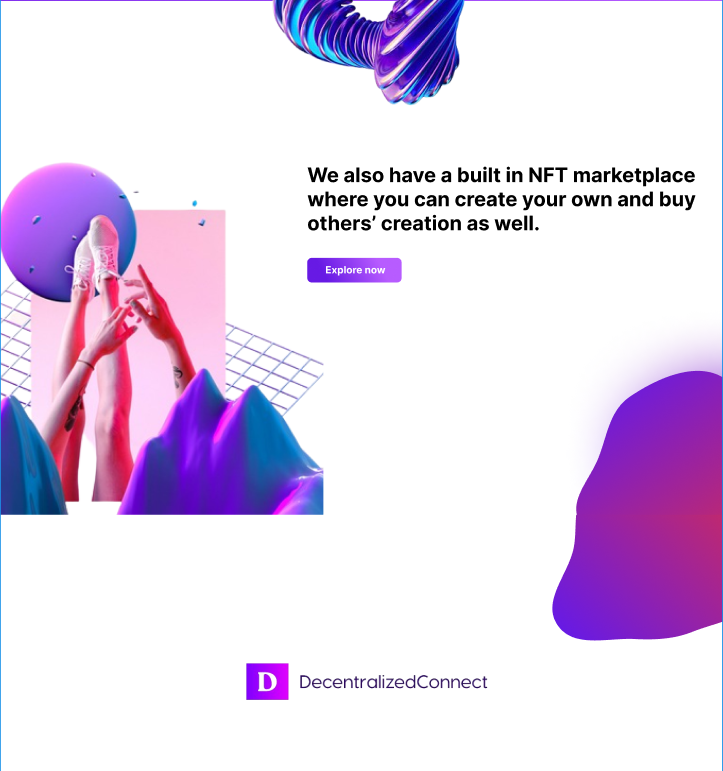 We also have a built in NFT marketplace
where you can create your own and buy
others’ creation as well.
Explore now
D DecentralizedConnect